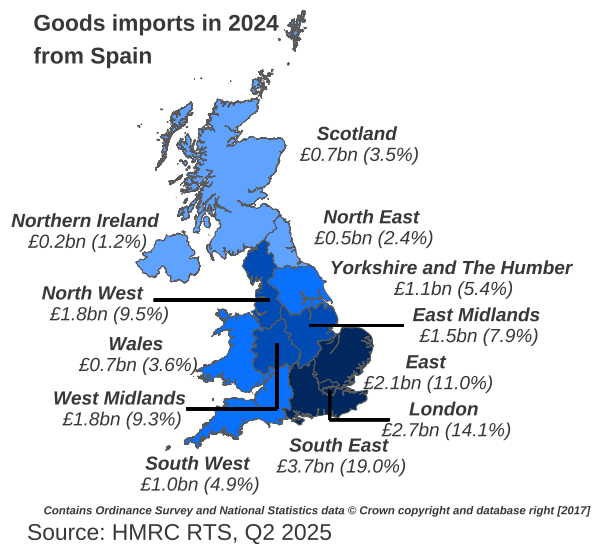 Goods imports in 2024
from Spain
Scotland
£0.7bn (3.5%)
Northern Ireland
£0.2bn (1.2%)
North East
£0.5bn (2.4%)
Yorkshire and The Humber
£1.1bn (5.4%)
North West
£1.8bn (9.5%)
East Midlands
£1.5bn (7.9%)
Wales
£0.7bn (3.6%)
East
£2.1bn (11.0%)
West Midlands
£1.8bn (9.3%)
London
£2.7bn (14.1%)
South East
£3.7bn (19.0%)
South West
£1.0bn (4.9%)
Contains Ordinance Survey and National Statistics data © Crown copyright and database right [2017]
Source: HMRC RTS, Q2 2025